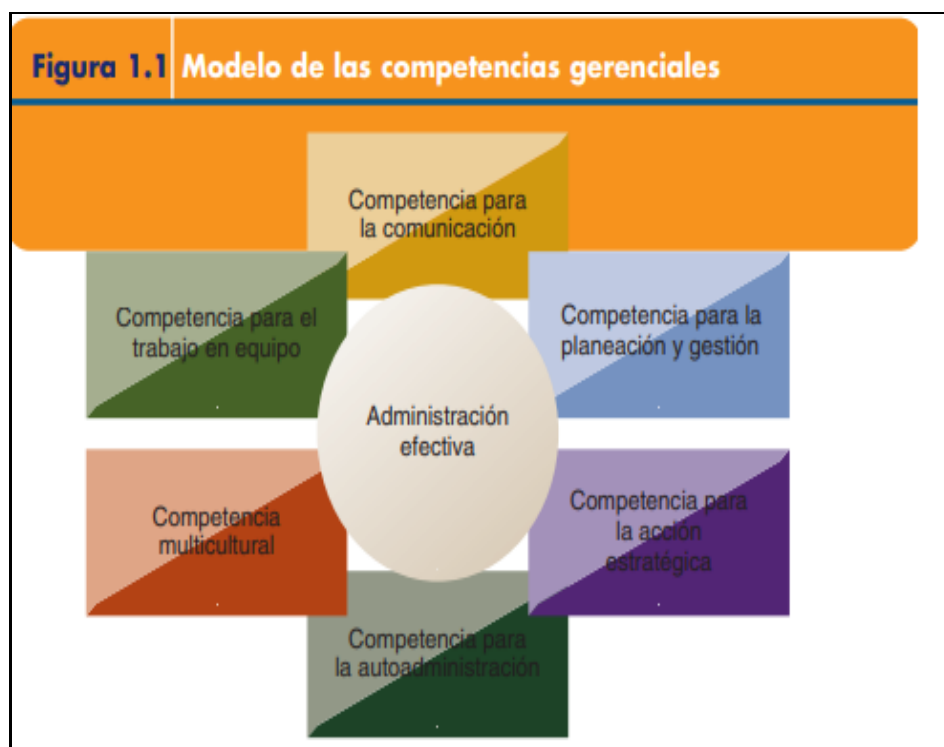 Figura 1.1 Modelo de las competencias gerenciales
Competencia para
la comunicación
Competencia para el
trabajo en equipo
Competencia para la
planeación y gestión
Administración
efectiva
Competencia
multicultural
Competencia para
la acción
estratégica
Competencia para
la autoadministración